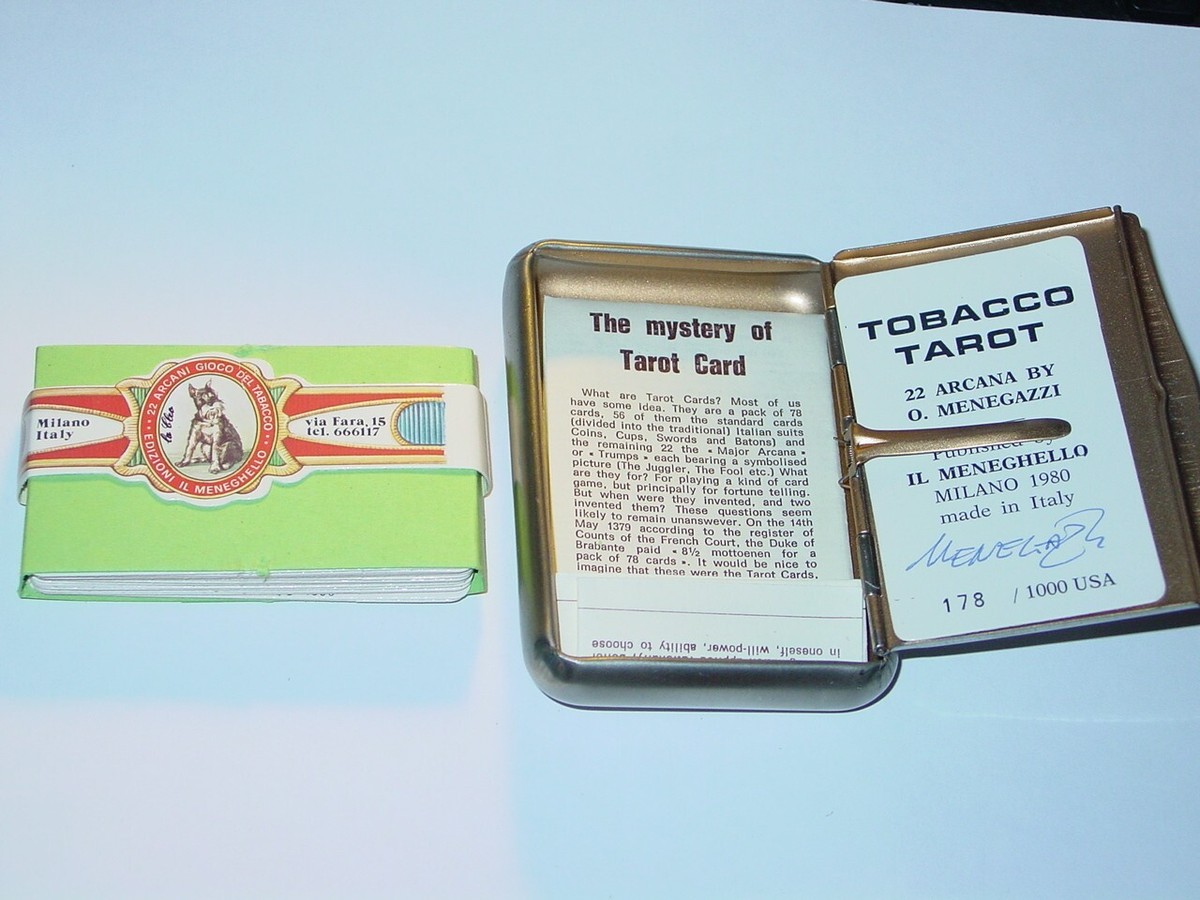 Milano
Italy
•• 22 ARCANI GIOCO DEL TABACCO ••
la Cleo
EDIZIONI IL MENEGHELLO
via Fara, 15
tel. 666117
The mystery of
Tarot Card
What are Tarot Cards? Most of us
have some idea. They are a pack of 78
cards, 56 of them the standard cards
(divided into the traditional) Italian suits
Coins, Cups, Swords and Batons) and
the remaining 22 the « Major Arcana »
or « Trumps » each bearing a symbolised
picture (The Juggler, The Fool etc.) What
are they for? For playing a kind of card
game, but principally for fortune telling.
But when were they invented, and two
invented them? These questions seem
likely to remain unanswer. On the 14th
May 1379 according to the register of
Counts of the French Court, the Duke of
Brabante paid «8½ mottoenen for a
pack of 78 cards ». It would be nice to
imagine that these were the Tarot Cards,
in oneself, will-power, ability to choose
TOBACCO
TAROT
22 ARCANA BY
O. MENEGAZZI
Published by
IL MENEGHELLO
MILANO 1980
made in Italy
178 / 1000 USA